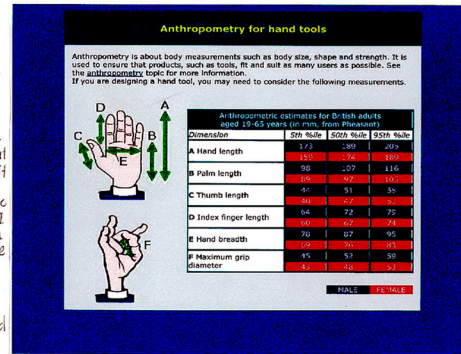 Anthropometry for hand tools
Anthropometry is about body measurements such as body size, shape and strength. It is
used to ensure that products, such as tools, fit and suit as many users as possible. See
the anthropometry topic for more information.
If you are designing a hand tool, you may need to consider the following measurements.
Anthropometric estimates for British adults
aged 19-65 years (in mm, from Pheasant)
Dimension 5th %ile 50th %ile 95th %ile
A Hand length 173 189 205
159 174 189
B Palm length 98 107 116
89 97 105
C Thumb length 44 51 58
40 47 53
D Index finger length 64 72 79
60 67 74
E Hand breadth 78 87 95
69 76 83
F Maximum grip diameter 45 52 59
43 48 53
MALE FEMALE
A
D
C
B
E
F